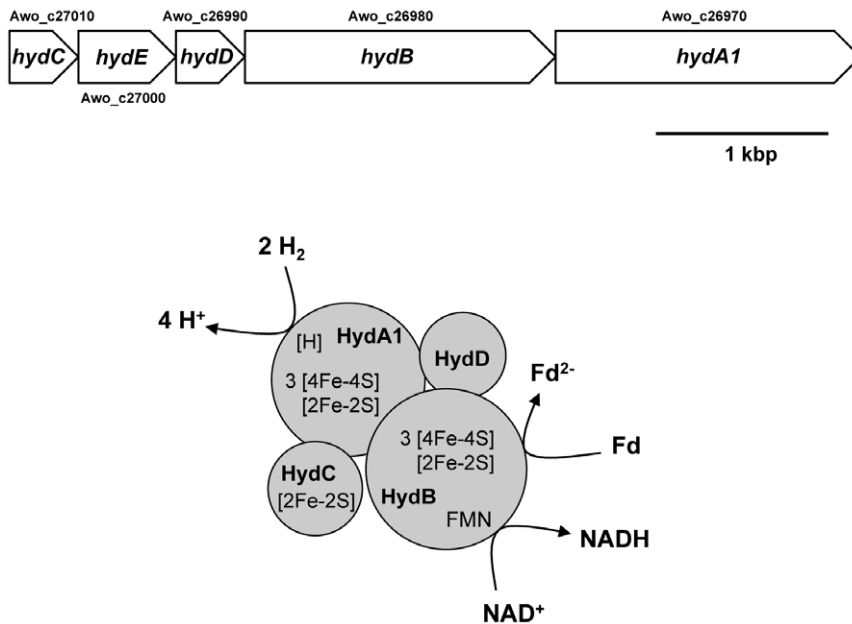 Awo_c27010 Awo_c26990 Awo_c26980 Awo_c26970
hydC hydE hydD hydB hydA1
Awo_c27000
1 kbp
2 H₂
4 H⁺
[H] HydA1
HydD
3 [4Fe-4S]
[2Fe-2S]
Fd²⁻
3 [4Fe-4S]
[2Fe-2S]
Fd
HydC
[2Fe-2S]
HydB
FMN
NADH
NAD⁺